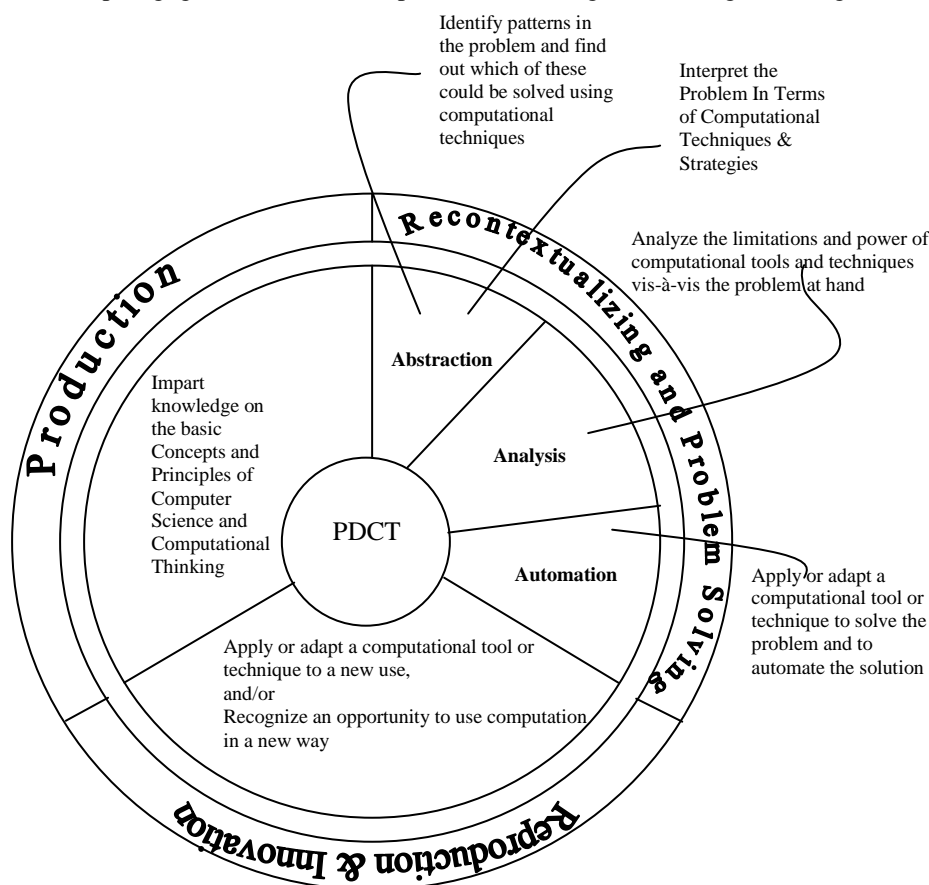 Identify patterns in
the problem and find
out which of these
could be solved using
computational
techniques
Interpret the
Problem In Terms
of Computational
Techniques &
Strategies
Recontextualizing and Problem Solving
Analyze the limitations and power of
computational tools and techniques
vis-à-vis the problem at hand
Production
Abstraction
Impart
knowledge on
the basic
Concepts and
Principles of
Computer
Science and
Computational
Thinking
Analysis
PDCT
Automation
Apply or adapt a
computational tool or
technique to solve the
problem and to
automate the solution
Apply or adapt a computational tool or
technique to a new use,
and/or
Recognize an opportunity to use computation
in a new way
Reproduction & Innovation